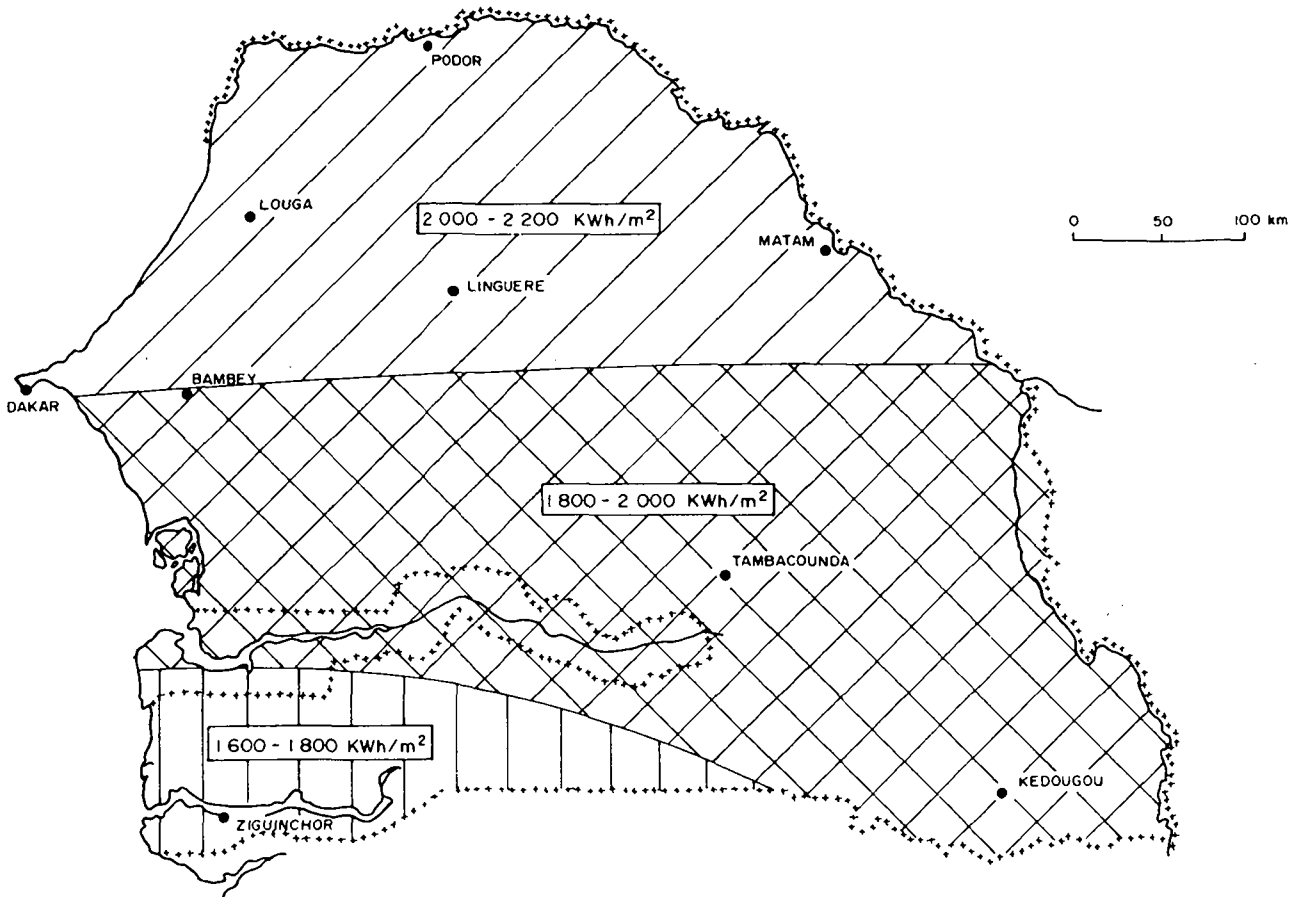 PODOR
LOUGA
2 000 - 2 200 KWh/m²
0 50 100 km
MATAM
LINGUERE
BAMBEY
DAKAR
1 800 - 2 000 KWh/m²
TAMBACOUNDA
1 600 - 1 800 KWh/m²
KEDOUGOU
ZIGUINCHOR